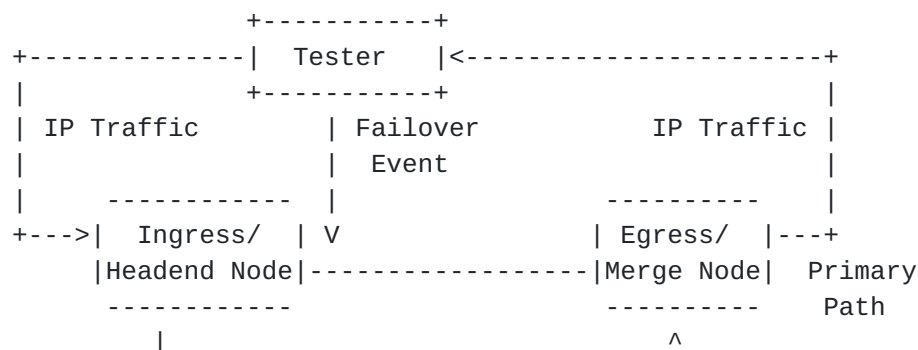 +-----------+
+--------------|  Tester   |<-----------------------+
|              +-----------+                        |
| IP Traffic        | Failover           IP Traffic |
|                   |  Event                        |
|     ------------  |                 ----------    |
+--->|  Ingress/  | V                | Egress/  |---+
     |Headend Node|------------------|Merge Node|  Primary
      ------------                    ----------    Path
         |                                 ^